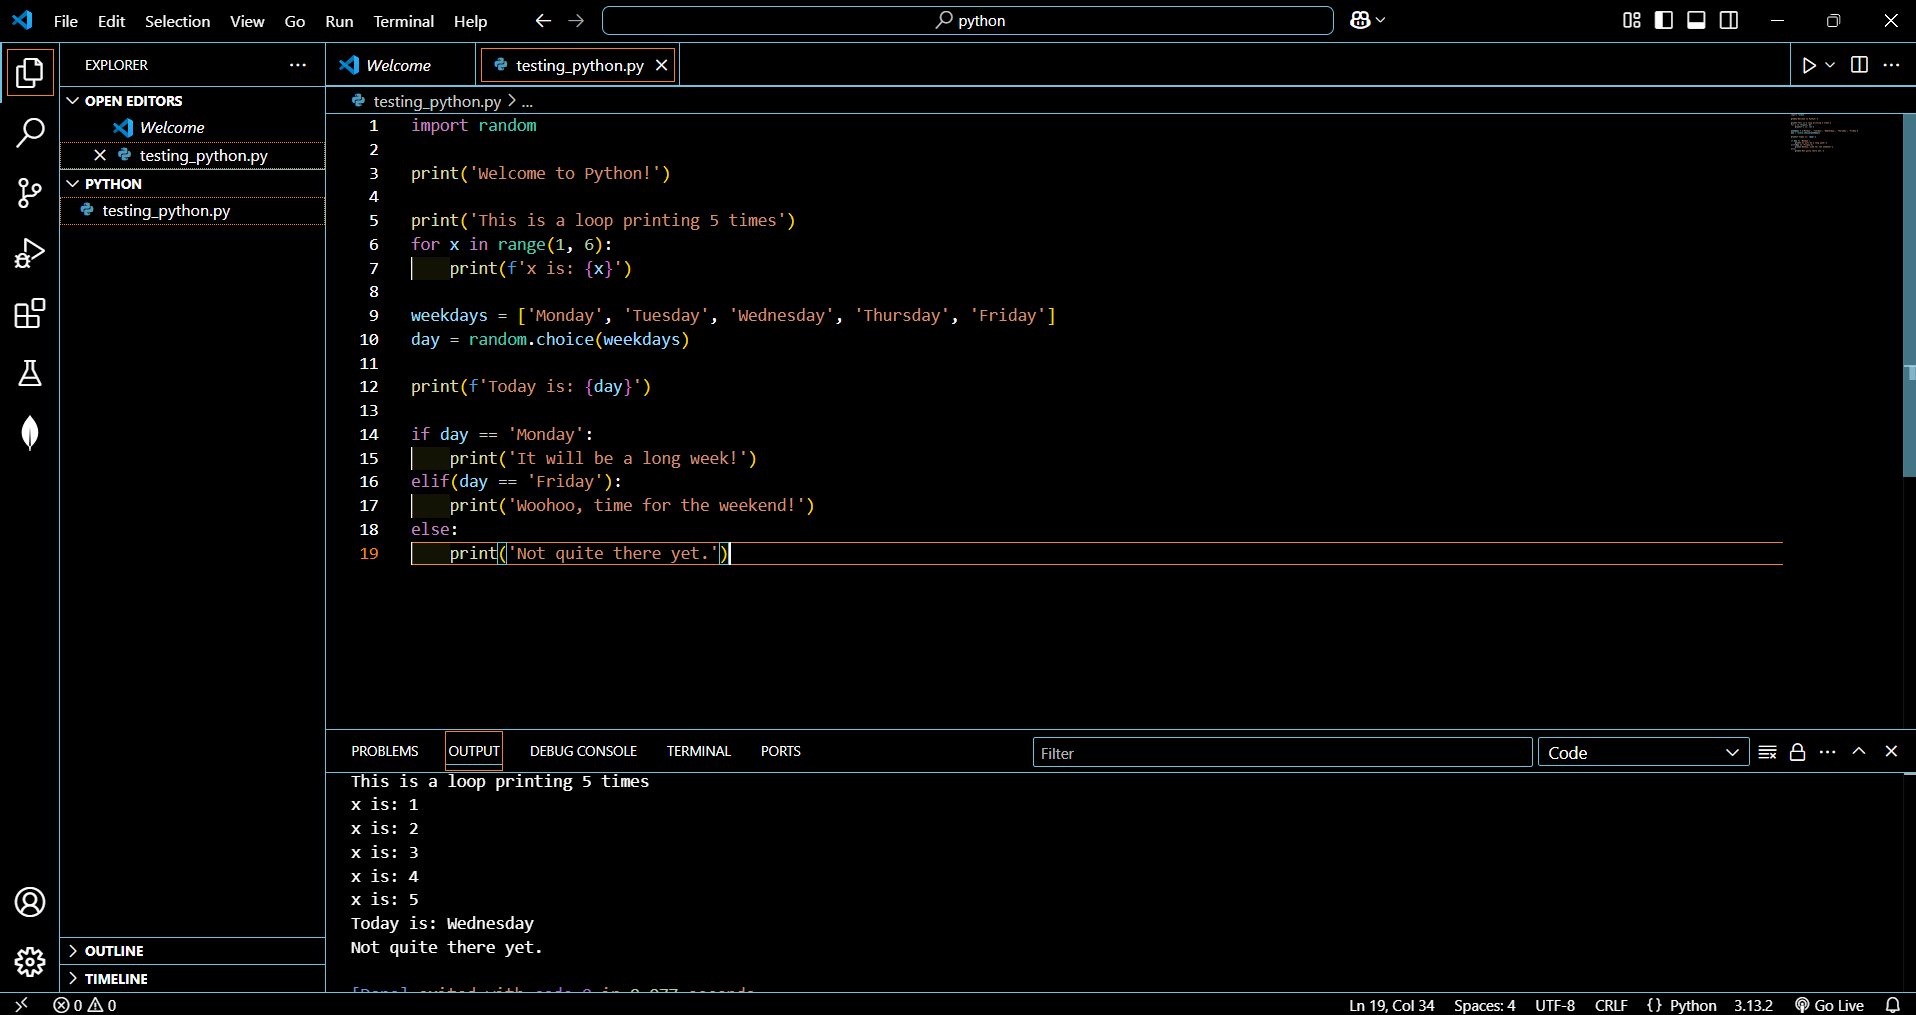 File Edit Selection View Go Run Terminal Help python
EXPLORER
OPEN EDITORS
Welcome
testing_python.py
PYTHON
testing_python.py
OUTLINE
TIMELINE
Welcome testing_python.py
testing_python.py > ...
1 import random
2
3 print('Welcome to Python!')
4
5 print('This is a loop printing 5 times')
6 for x in range(1, 6):
7     print(f'x is: {x}')
8
9 weekdays = ['Monday', 'Tuesday', 'Wednesday', 'Thursday', 'Friday']
10 day = random.choice(weekdays)
11
12 print(f'Today is: {day}')
13
14 if day == 'Monday':
15     print('It will be a long week!')
16 elif(day == 'Friday'):
17     print('Woohoo, time for the weekend!')
18 else:
19     print('Not quite there yet.')
PROBLEMS OUTPUT DEBUG CONSOLE TERMINAL PORTS Filter Code
This is a loop printing 5 times
x is: 1
x is: 2
x is: 3
x is: 4
x is: 5
Today is: Wednesday
Not quite there yet.
0 0 Ln 19, Col 34 Spaces: 4 UTF-8 CRLF {} Python 3.13.2 Go Live